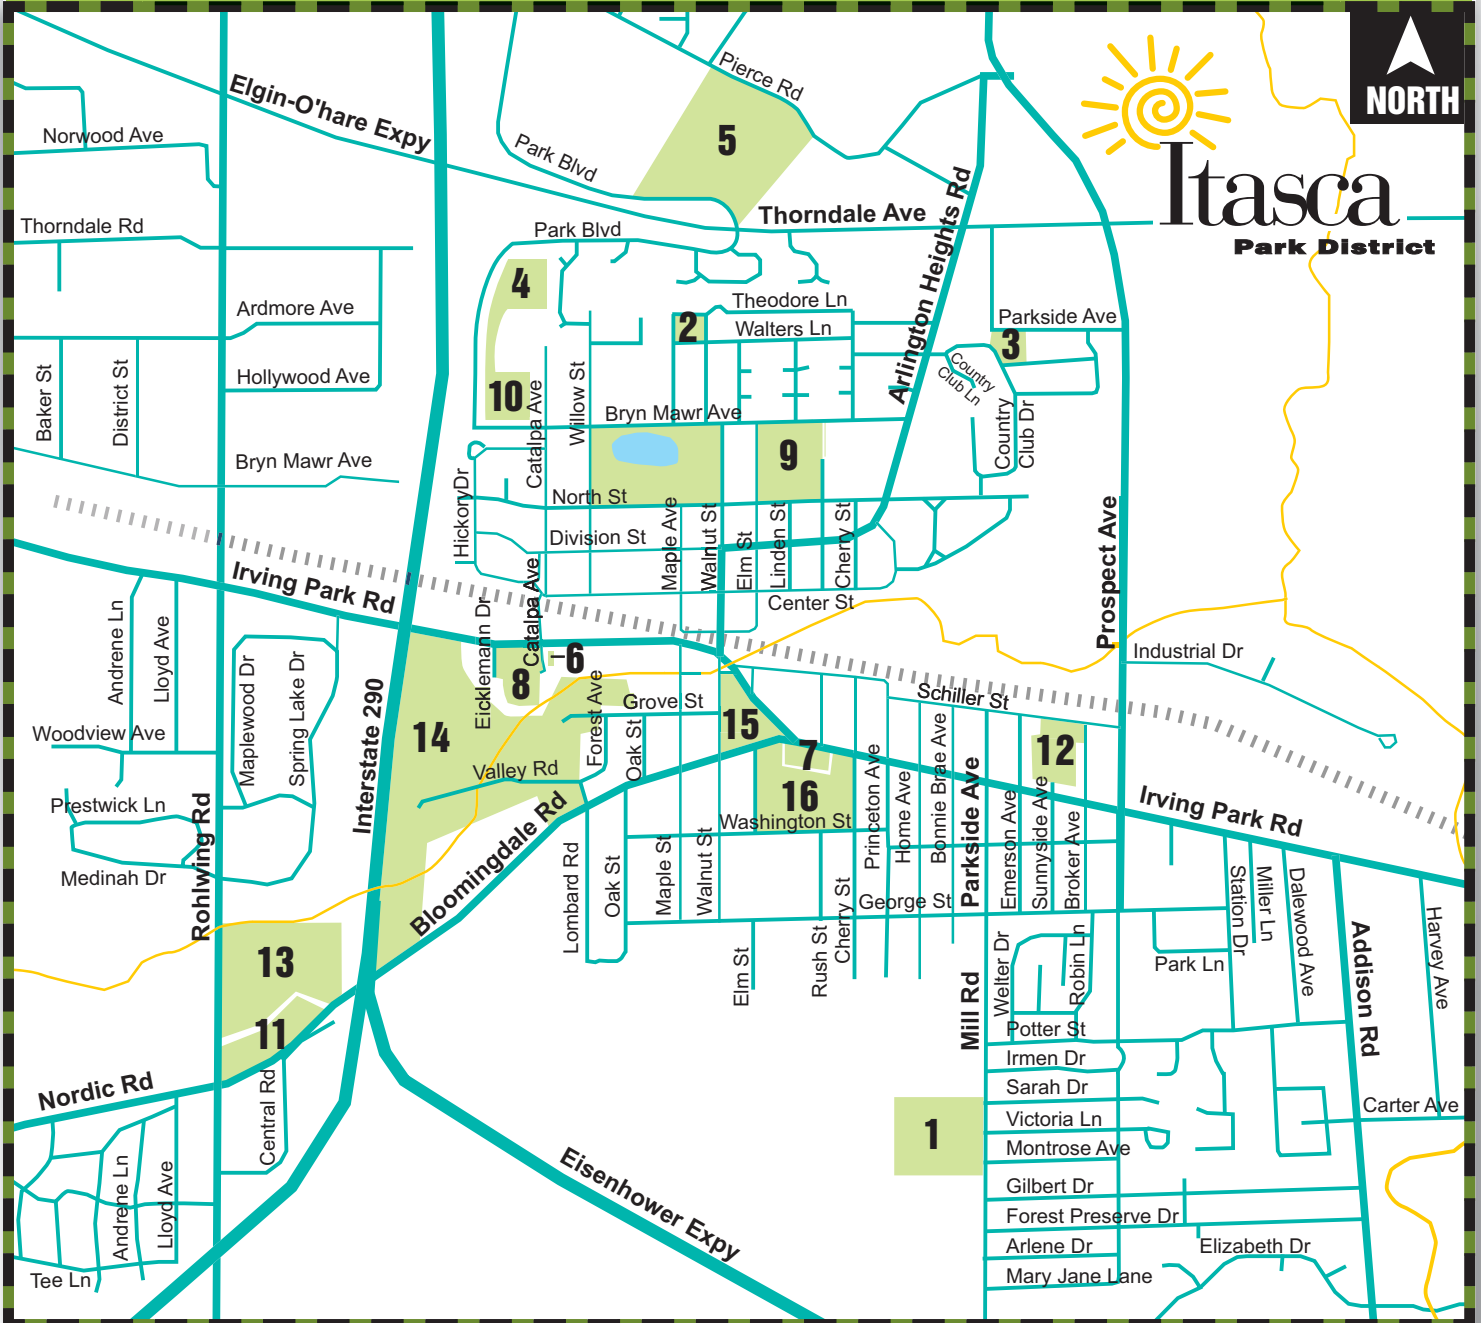 NORTH
Itasca
Park District
Elgin-O'hare Expy
Pierce Rd
Norwood Ave
Park Blvd
5
Thorndale Rd
Park Blvd
Thorndale Ave
Arlington Heights Rd
4
Ardmore Ave
Theodore Ln
2
Walters Ln
Parkside Ave
3
Baker St
District St
Hollywood Ave
10
Catalpa Ave
Willow St
Country
Club Ln
Bryn Mawr Ave
Country
Club Dr
9
Bryn Mawr Ave
HickoryDr
North St
Division St
Maple Ave
Walnut St
Elm St
Linden St
Cherry St
Prospect Ave
Irving Park Rd
Catalpa Ave
Center St
Andrene Ln
Lloyd Ave
Eicklemann Dr
6
8
Industrial Dr
Maplewood Dr
Spring Lake Dr
Interstate 290
Forest Ave
Grove St
Schiller St
Woodview Ave
14
Oak St
15
7
12
Valley Rd
Princeton Ave
Home Ave
Bonnie Brae Ave
Parkside Ave
Emerson Ave
Sunnyside Ave
Broker Ave
Irving Park Rd
Prestwick Ln
Rohlwing Rd
16
Washington St
Medinah Dr
Bloomingdale Rd
Lombard Rd
Oak St
Maple St
Walnut St
Cherry St
George St
Station Dr
Miller Ln
Dalewood Ave
Addison Rd
Harvey Ave
13
Elm St
Rush St
Mill Rd
Welter Dr
Robin Ln
Park Ln
11
Potter St
Irmen Dr
Nordic Rd
Central Rd
Sarah Dr
Carter Ave
1
Victoria Ln
Montrose Ave
Andrene Ln
Lloyd Ave
Eisenhower Expy
Gilbert Dr
Forest Preserve Dr
Arlene Dr
Elizabeth Dr
Tee Ln
Mary Jane Lane